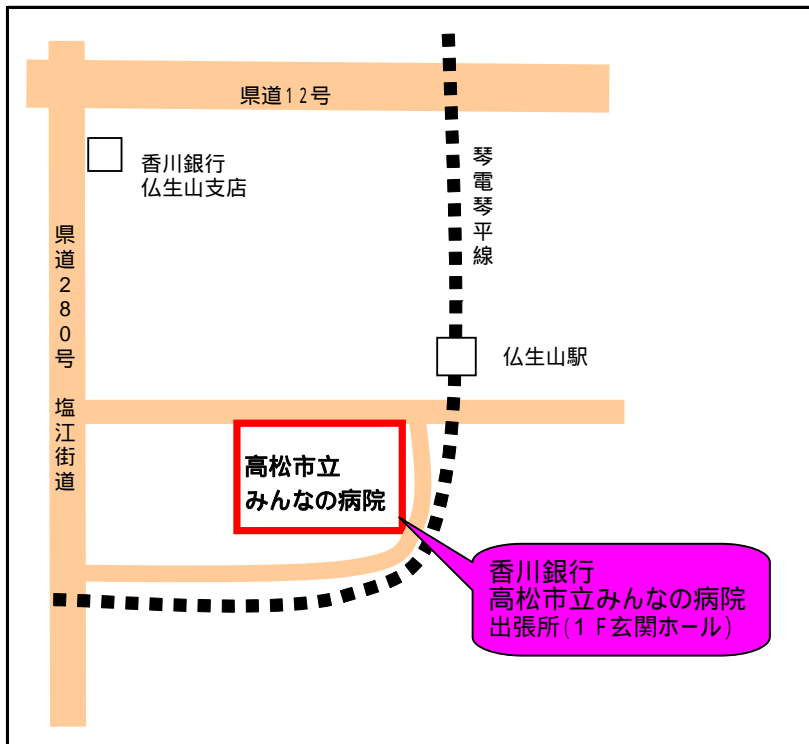 県道12号
香川銀行
仏生山支店
琴電琴平線
県道280号 塩江街道
仏生山駅
高松市立
みんなの病院
香川銀行
高松市立みんなの病院
出張所(1F玄関ホール)